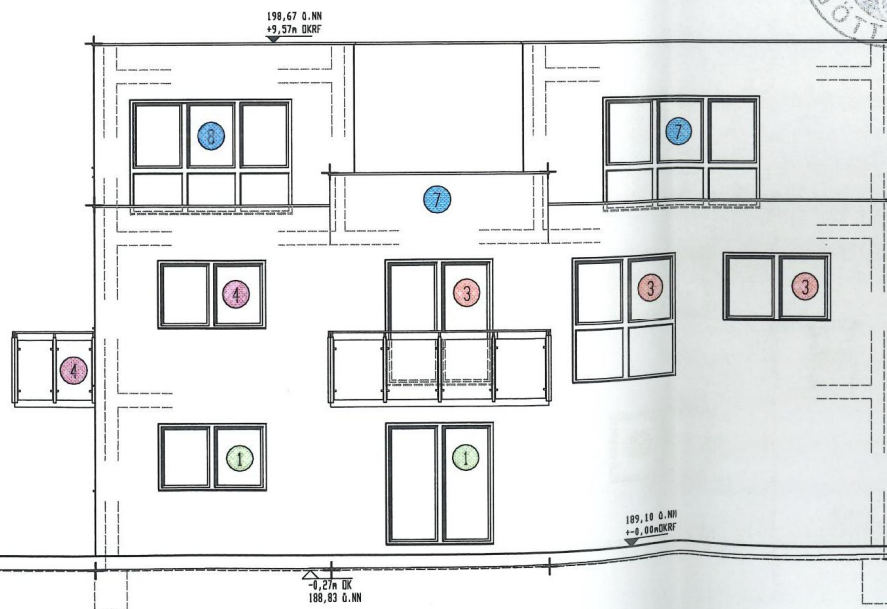 198,67 ü.NN
+9,57m OKRF
ÖTT
8
7
7
4
3
3
3
4
1
1
189,10 ü.NN
+-0,00mOKRF
-0,27m OK
188,83 ü.NN